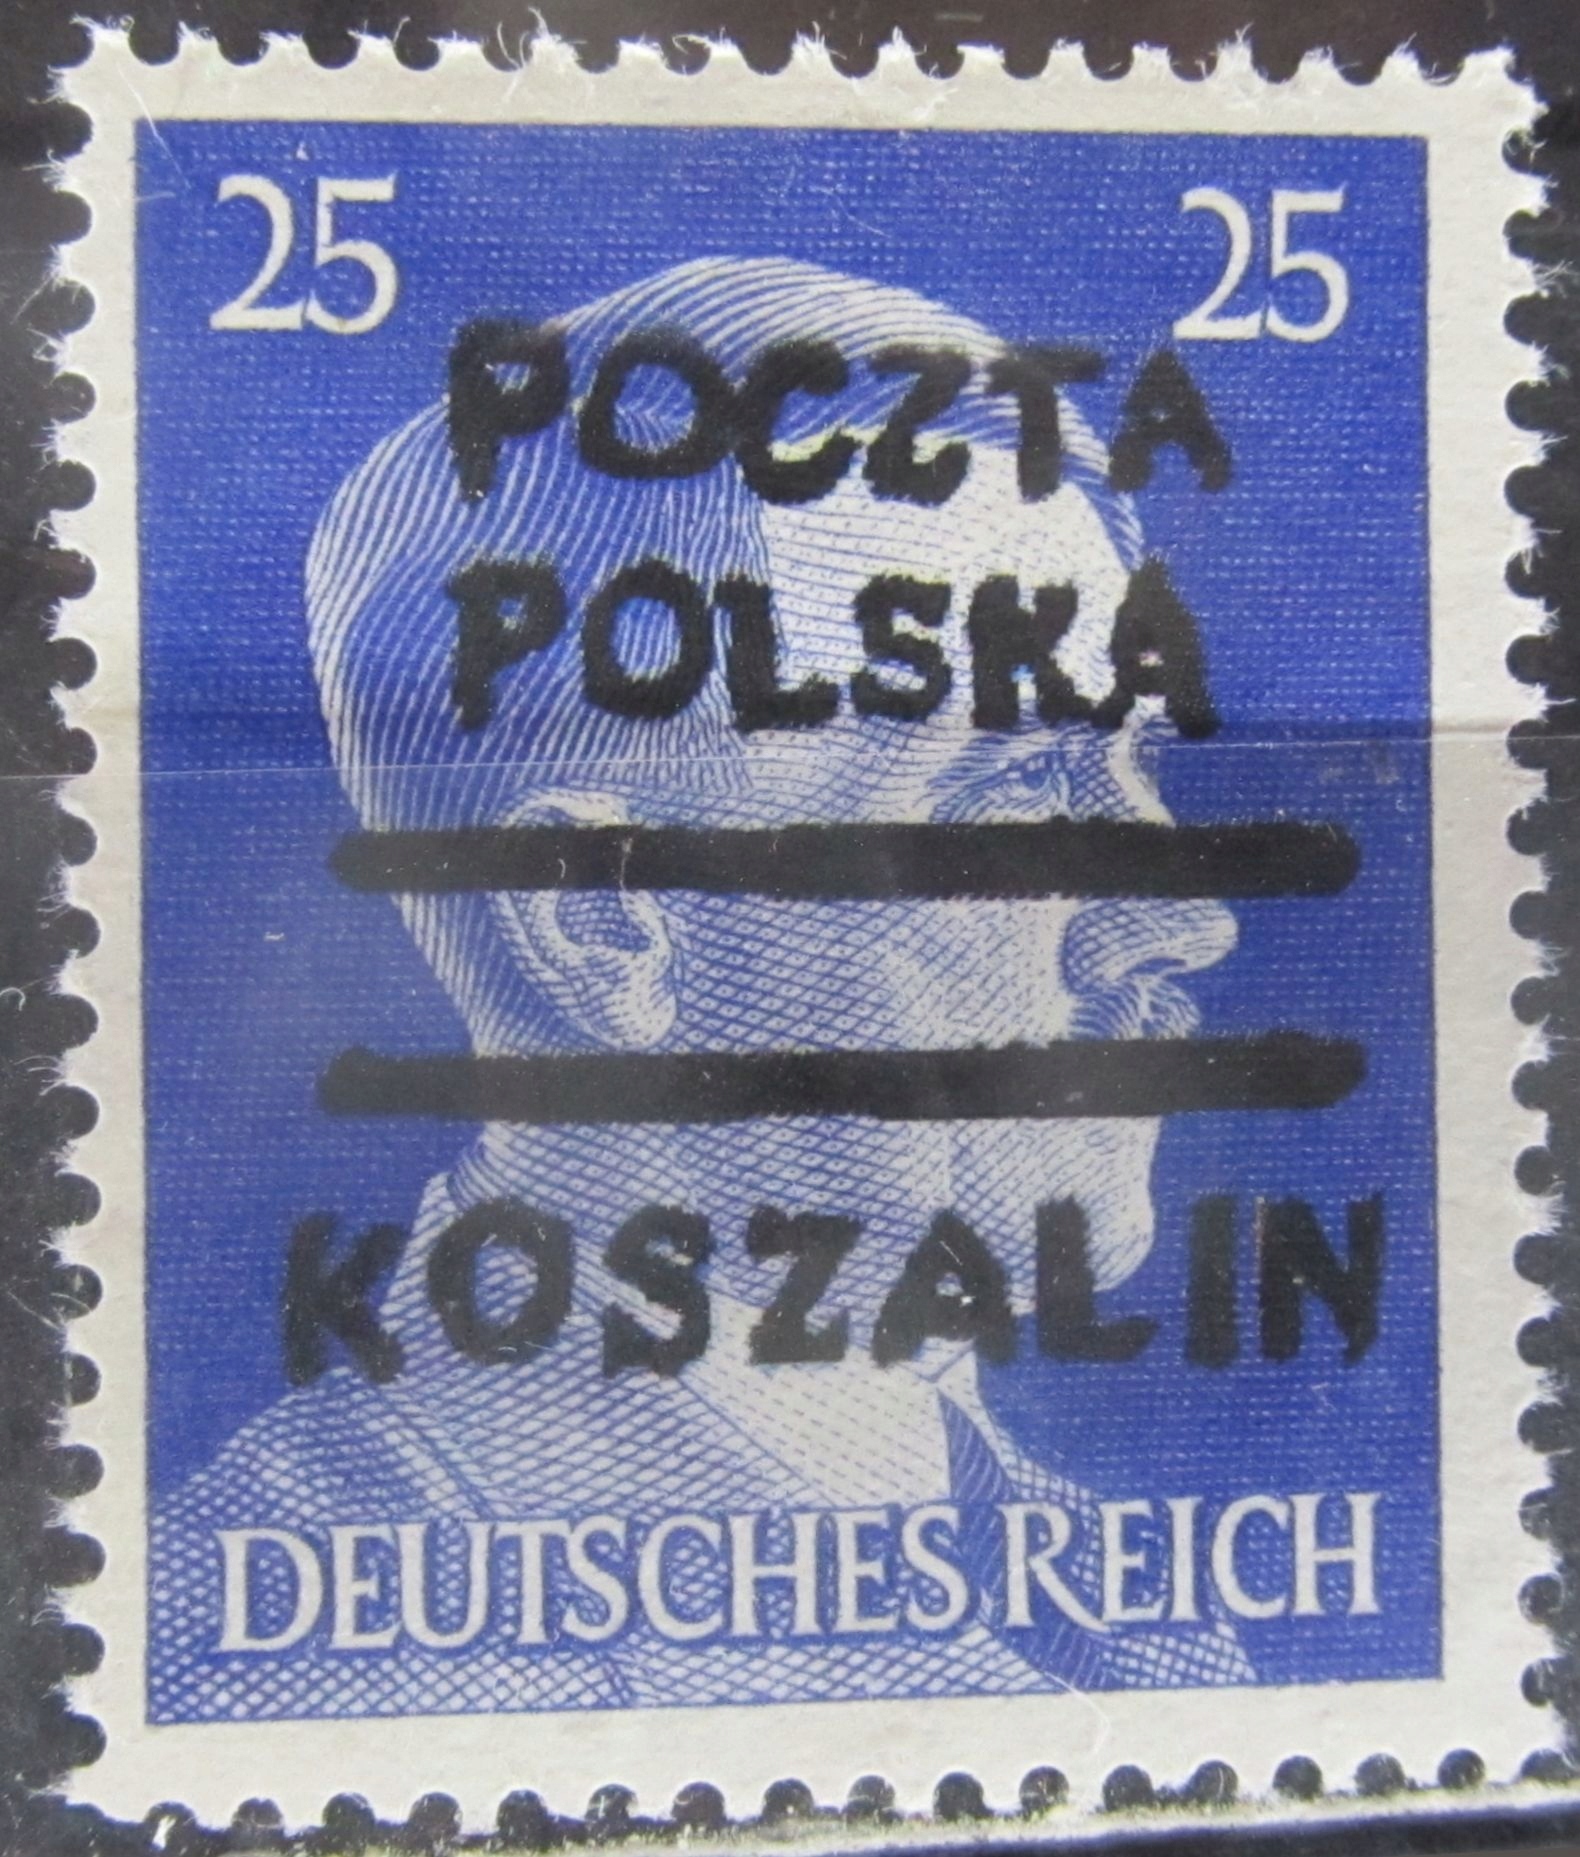 25 25
POCZTA
POLSKA
KOSZALIN
DEUTSCHES REICH